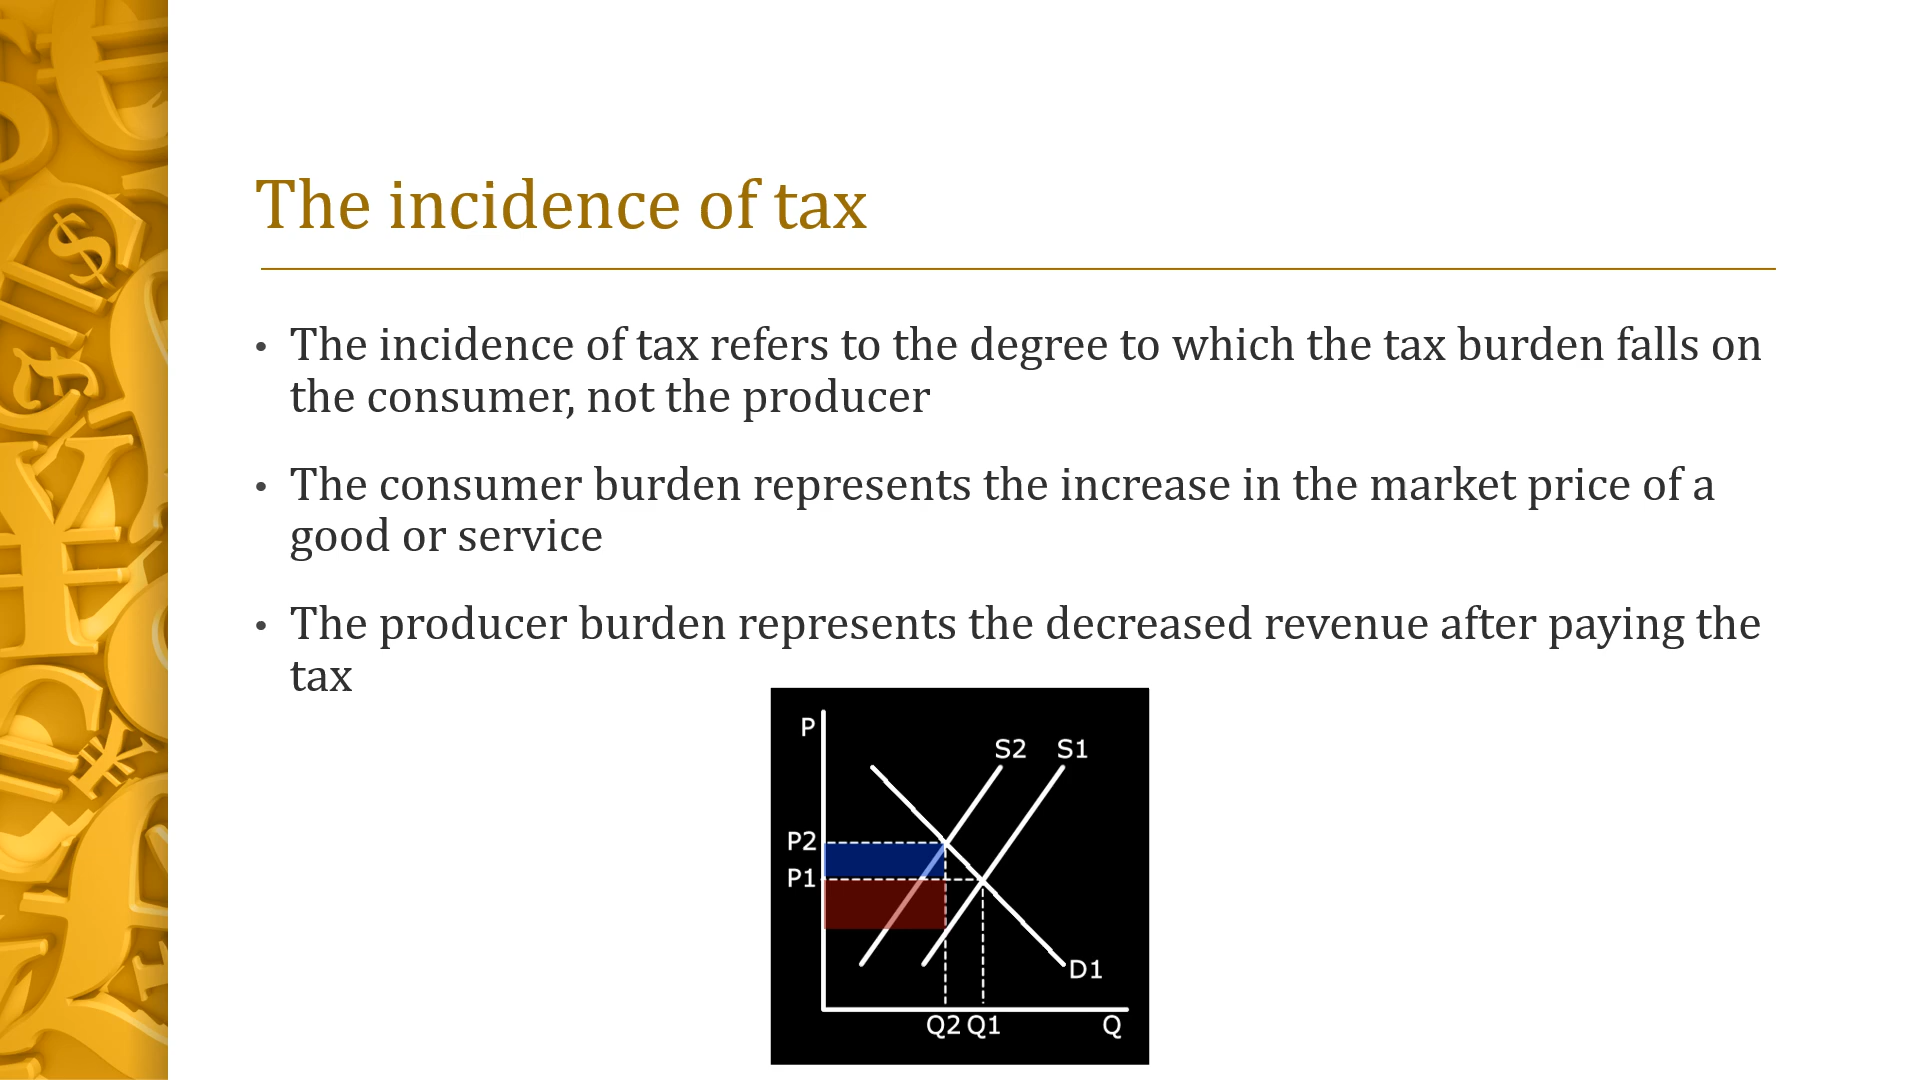 The incidence of tax
• The incidence of tax refers to the degree to which the tax burden falls on
the consumer, not the producer
• The consumer burden represents the increase in the market price of a
good or service
• The producer burden represents the decreased revenue after paying the
tax
P
S2 S1
P2
P1
D1
Q2 Q1 Q